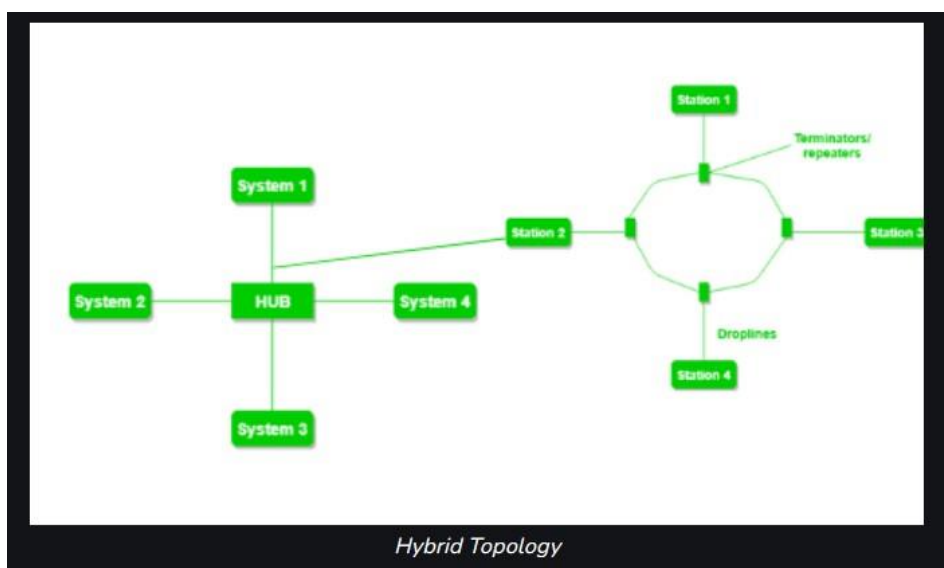 Station 1
Terminators/
repeaters
System 1
Station 2
Station 3
System 2
HUB
System 4
Droplines
Station 4
System 3
Hybrid Topology